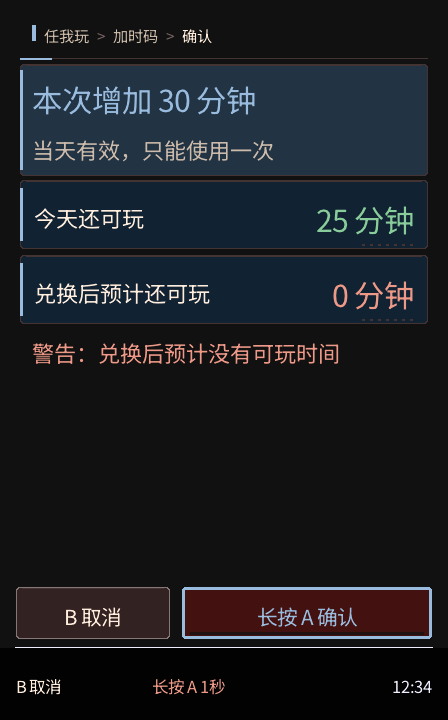 任我玩 > 加时码 > 确认
本次增加 30 分钟
当天有效，只能使用一次
今天还可玩 25 分钟
兑换后预计还可玩 0 分钟
警告：兑换后预计没有可玩时间
B 取消 长按 A 确认
B 取消 长按 A 1秒 12:34